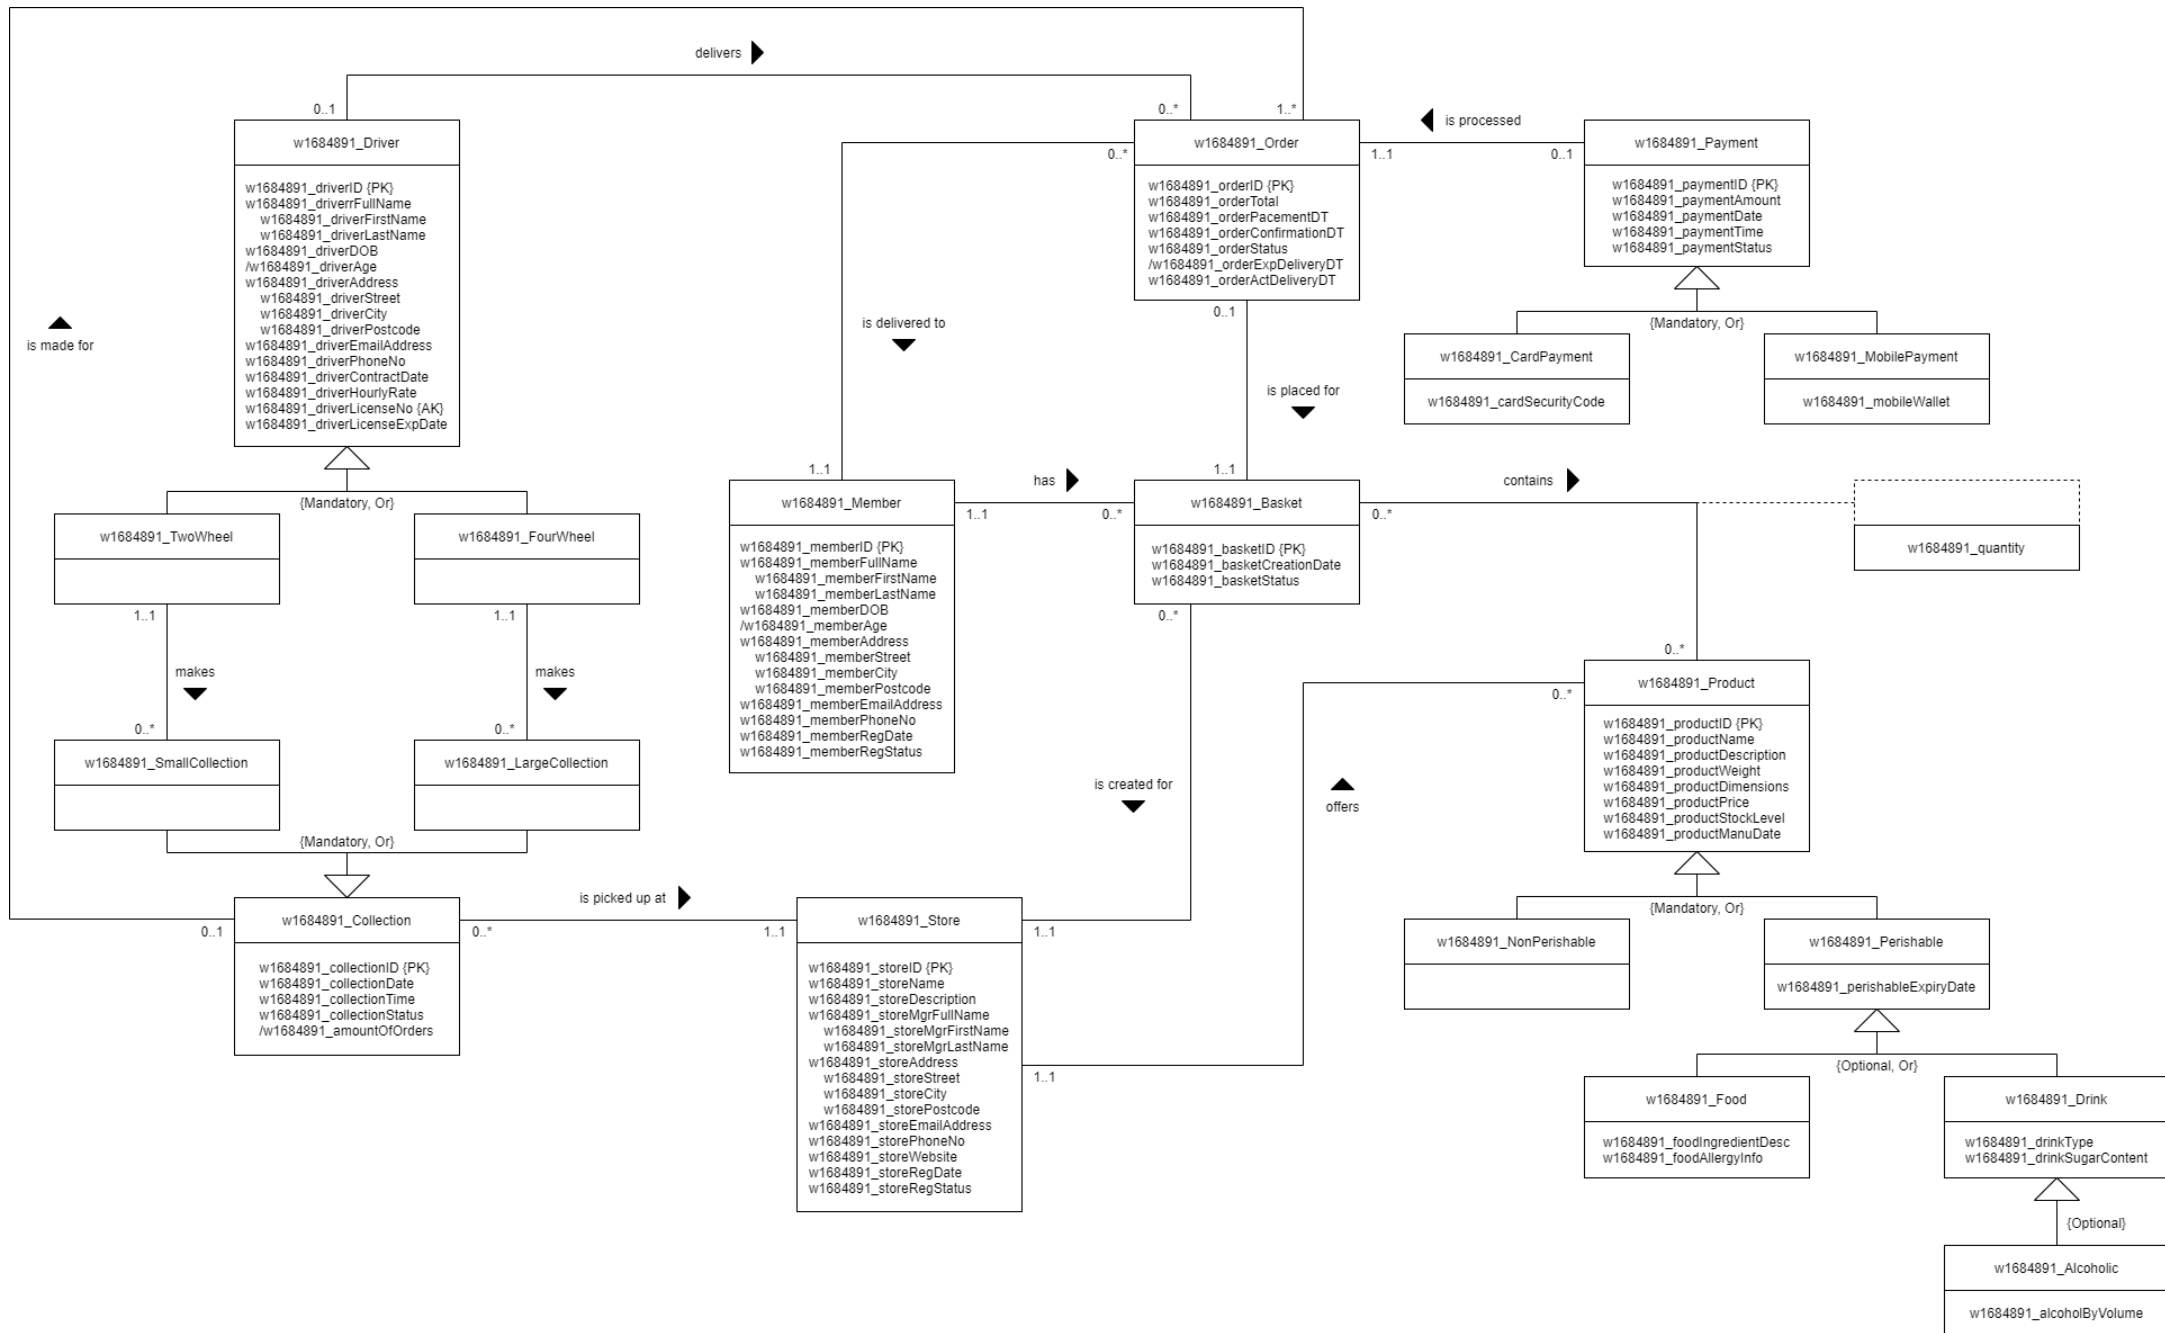 delivers
0..1
0..*
1..*
w1684891_Driver
w1684891_driverID {PK}
w1684891_driverrFullName
w1684891_driverFirstName
w1684891_driverLastName
w1684891_driverDOB
/w1684891_driverAge
w1684891_driverAddress
w1684891_driverStreet
w1684891_driverCity
w1684891_driverPostcode
w1684891_driverEmailAddress
w1684891_driverPhoneNo
w1684891_driverContractDate
w1684891_driverHourlyRate
w1684891_driverLicenseNo {AK}
w1684891_driverLicenseExpDate
w1684891_Order
w1684891_orderID {PK}
w1684891_orderTotal
w1684891_orderPacementDT
w1684891_orderConfirmationDT
w1684891_orderStatus
/w1684891_orderExpDeliveryDT
w1684891_orderActDeliveryDT
0..*
is processed
1..1
0..1
w1684891_Payment
w1684891_paymentID {PK}
w1684891_paymentAmount
w1684891_paymentDate
w1684891_paymentTime
w1684891_paymentStatus
{Mandatory, Or}
w1684891_CardPayment
w1684891_cardSecurityCode
w1684891_MobilePayment
w1684891_mobileWallet
is made for
is delivered to
0..1
is placed for
1..1
1..1
{Mandatory, Or}
w1684891_TwoWheel
w1684891_FourWheel
1..1
1..1
makes
makes
0..*
0..*
w1684891_SmallCollection
w1684891_LargeCollection
{Mandatory, Or}
w1684891_Member
w1684891_memberID {PK}
w1684891_memberFullName
w1684891_memberFirstName
w1684891_memberLastName
w1684891_memberDOB
/w1684891_memberAge
w1684891_memberAddress
w1684891_memberStreet
w1684891_memberCity
w1684891_memberPostcode
w1684891_memberEmailAddress
w1684891_memberPhoneNo
w1684891_memberRegDate
w1684891_memberRegStatus
has
1..1
0..*
w1684891_Basket
w1684891_basketID {PK}
w1684891_basketCreationDate
w1684891_basketStatus
contains
0..*
w1684891_quantity
0..*
0..*
is created for
offers
0..*
w1684891_Product
w1684891_productID {PK}
w1684891_productName
w1684891_productDescription
w1684891_productWeight
w1684891_productDimensions
w1684891_productPrice
w1684891_productStockLevel
w1684891_productManuDate
{Mandatory, Or}
w1684891_NonPerishable
w1684891_Perishable
w1684891_perishableExpiryDate
{Optional, Or}
w1684891_Food
w1684891_foodIngredientDesc
w1684891_foodAllergyInfo
w1684891_Drink
w1684891_drinkType
w1684891_drinkSugarContent
{Optional}
w1684891_Alcoholic
w1684891_alcoholByVolume
0..1
w1684891_Collection
w1684891_collectionID {PK}
w1684891_collectionDate
w1684891_collectionTime
w1684891_collectionStatus
/w1684891_amountOfOrders
is picked up at
0..*
1..1
w1684891_Store
w1684891_storeID {PK}
w1684891_storeName
w1684891_storeDescription
w1684891_storeMgrFullName
w1684891_storeMgrFirstName
w1684891_storeMgrLastName
w1684891_storeAddress
w1684891_storeStreet
w1684891_storeCity
w1684891_storePostcode
w1684891_storeEmailAddress
w1684891_storePhoneNo
w1684891_storeWebsite
w1684891_storeRegDate
w1684891_storeRegStatus
1..1
1..1